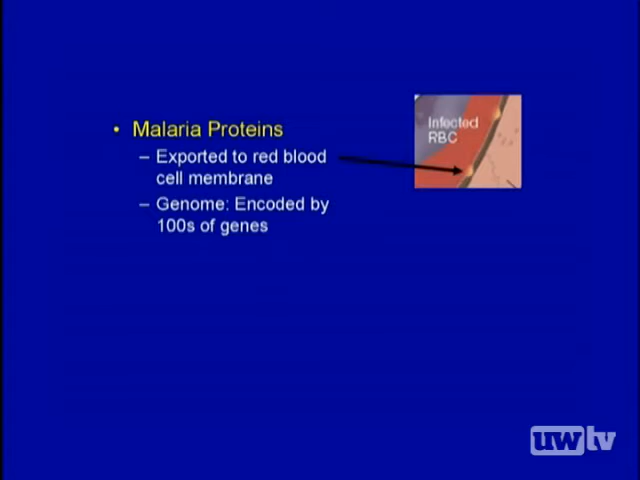 • Malaria Proteins
– Exported to red blood
cell membrane
– Genome: Encoded by
100s of genes
Infected
RBC
uwtv